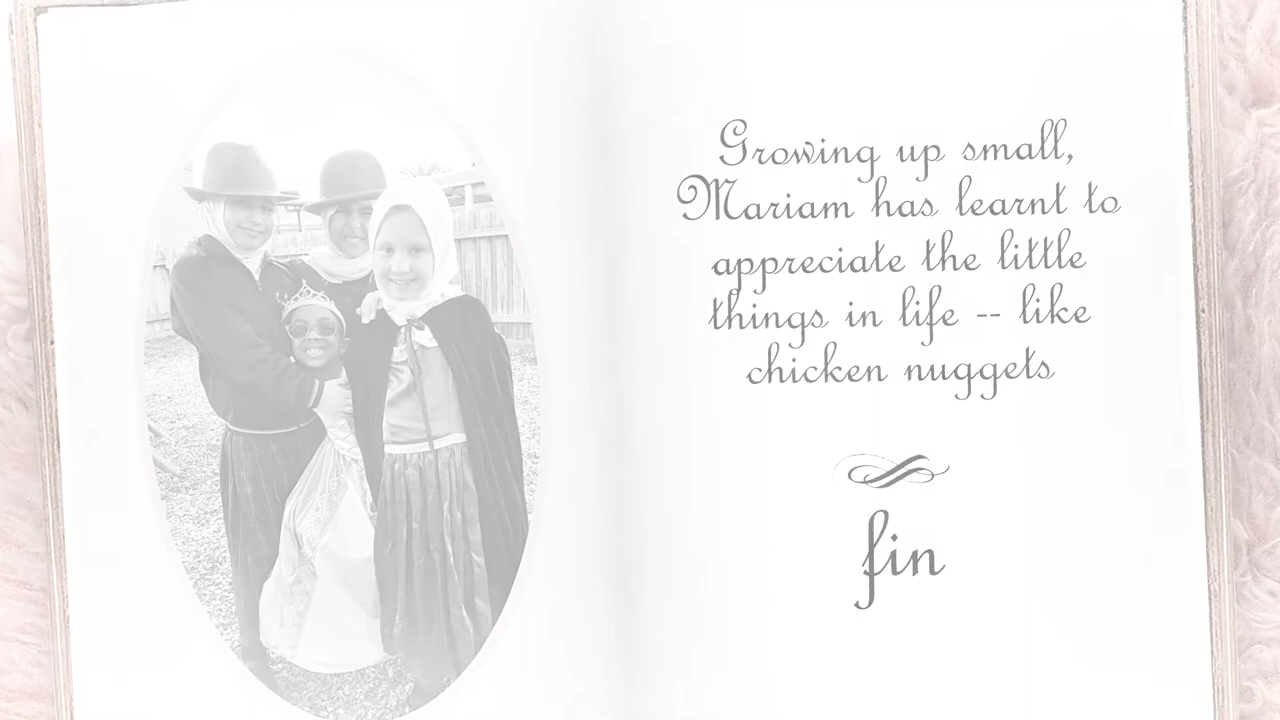 Growing up small,
Mariam has learnt to
appreciate the little
things in life -- like
chicken nuggets
fin